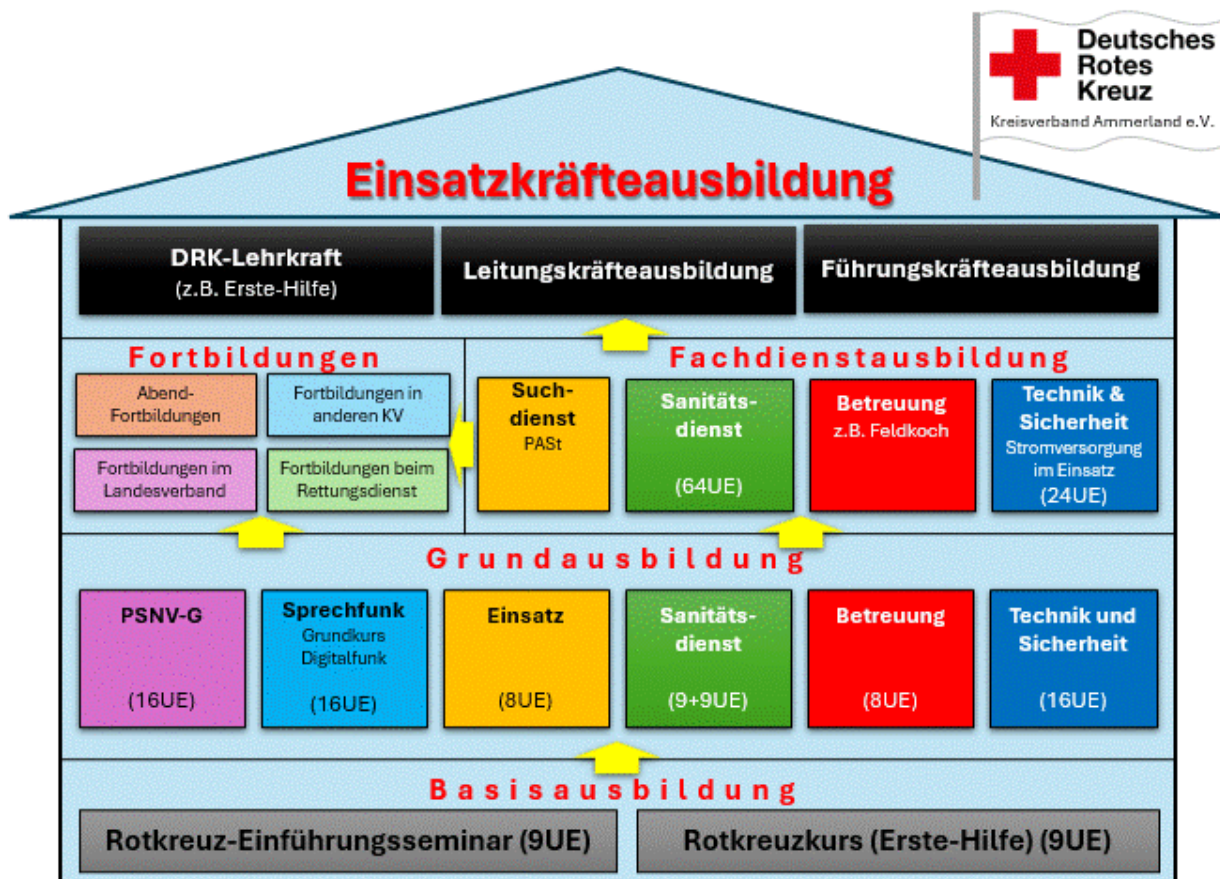 Deutsches
Rotes
Kreuz
Kreisverband Ammerland e.V.
Einsatzkräfteausbildung
DRK-Lehrkraft
(z.B. Erste-Hilfe)
Leitungskräfteausbildung
Führungskräfteausbildung
Fortbildungen
Abend-
Fortbildungen
Fortbildungen in
anderen KV
Fortbildungen im
Landesverband
Fortbildungen beim
Rettungsdienst
Fachdienstausbildung
Such-
dienst
PASt
Sanitäts-
dienst
(64UE)
Betreuung
z.B. Feldkoch
Technik &
Sicherheit
Stromversorgung
im Einsatz
(24UE)
Grundausbildung
PSNV-G
(16UE)
Sprechfunk
Grundkurs
Digitalfunk
(16UE)
Einsatz
(8UE)
Sanitäts-
dienst
(9+9UE)
Betreuung
(8UE)
Technik und
Sicherheit
(16UE)
Basisausbildung
Rotkreuz-Einführungsseminar (9UE)
Rotkreuzkurs (Erste-Hilfe) (9UE)